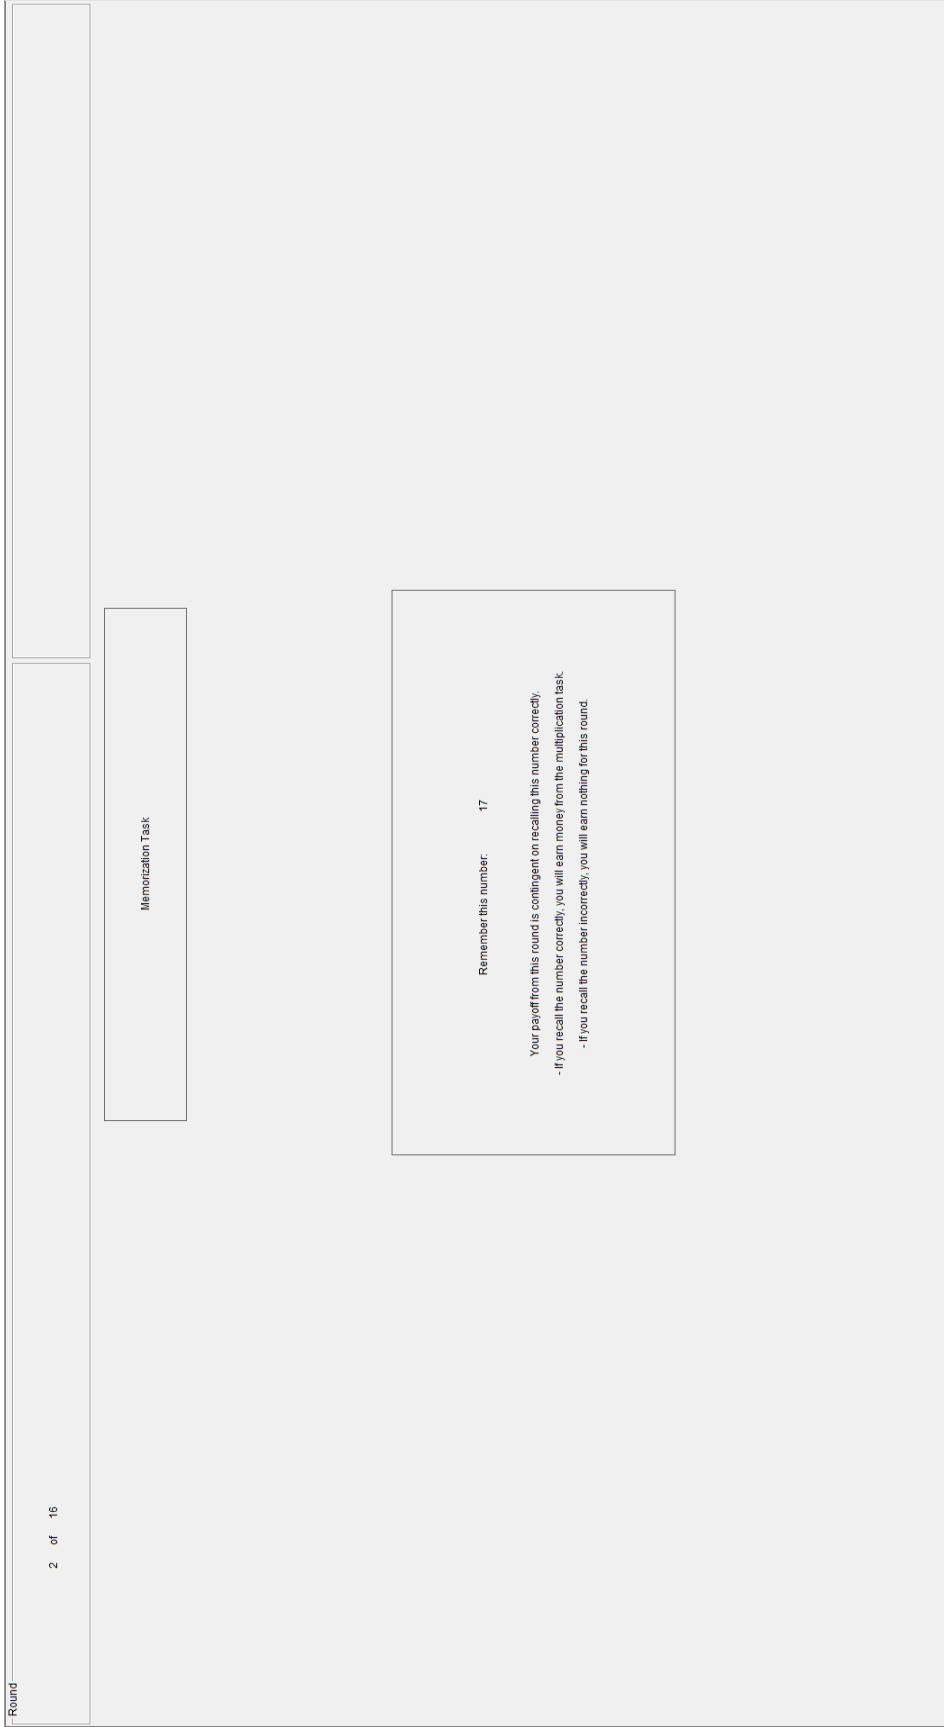 Round
2 of 16
Memorization Task
Remember this number: 17
Your payoff from this round is contingent on recalling this number correctly.
- If you recall the number correctly, you will earn money from the multiplication task.
- If you recall the number incorrectly, you will earn nothing for this round.